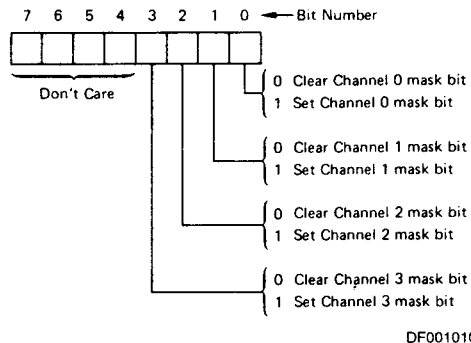 7 6 5 4 3 2 1 0 Bit Number
Don't Care
0 Clear Channel 0 mask bit
1 Set Channel 0 mask bit
0 Clear Channel 1 mask bit
1 Set Channel 1 mask bit
0 Clear Channel 2 mask bit
1 Set Channel 2 mask bit
0 Clear Channel 3 mask bit
1 Set Channel 3 mask bit